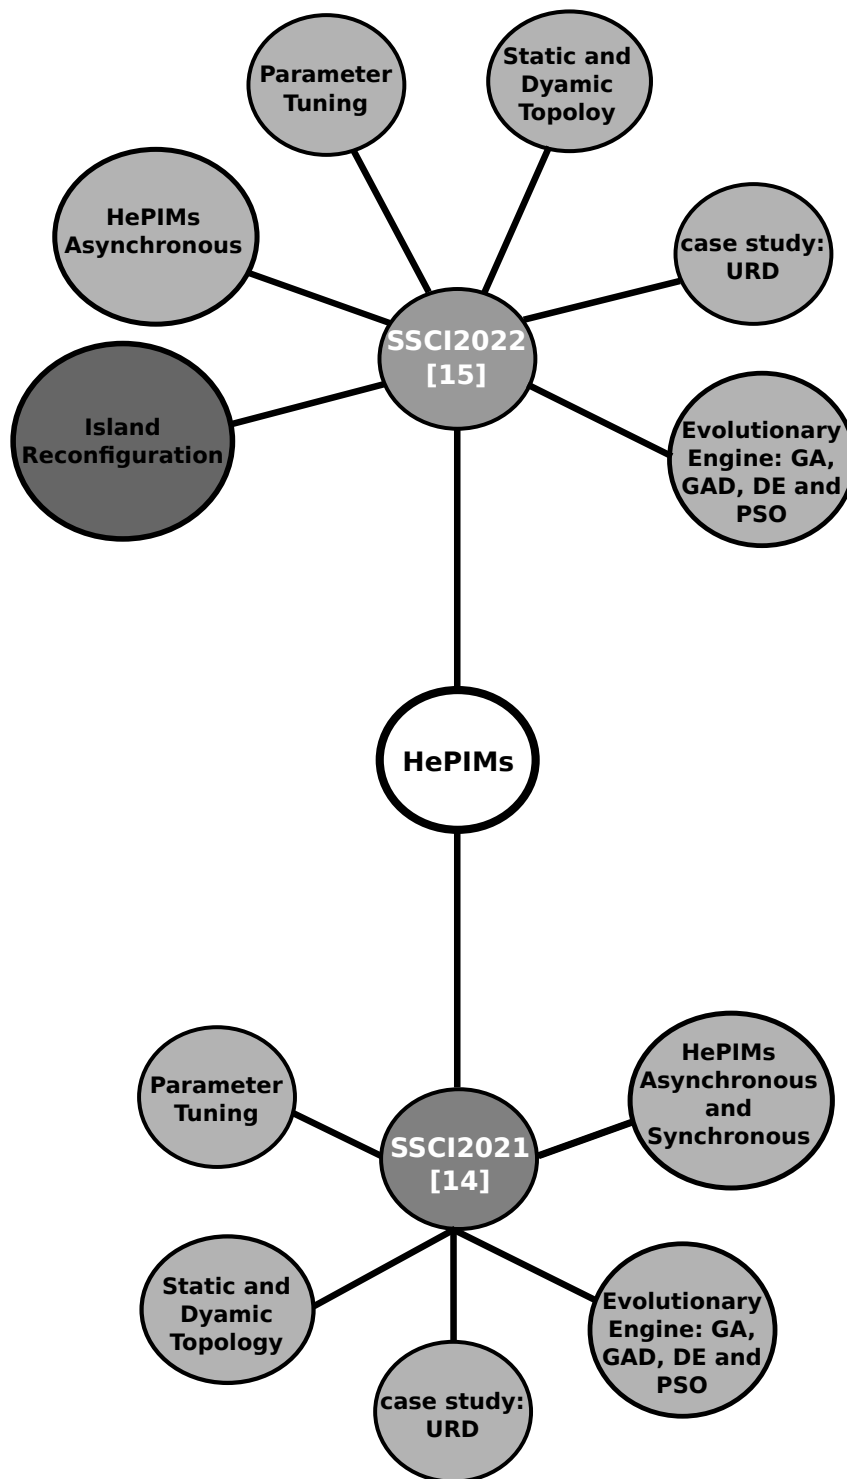 Parameter
Tuning
Static and
Dyamic
Topoloy
HePIMs
Asynchronous
case study:
URD
SSCI2022
[15]
Island
Reconfiguration
Evolutionary
Engine: GA,
GAD, DE and
PSO
HePIMs
HePIMs
Asynchronous
and
Synchronous
Parameter
Tuning
SSCI2021
[14]
Static and
Dyamic
Topology
Evolutionary
Engine: GA,
GAD, DE and
PSO
case study:
URD